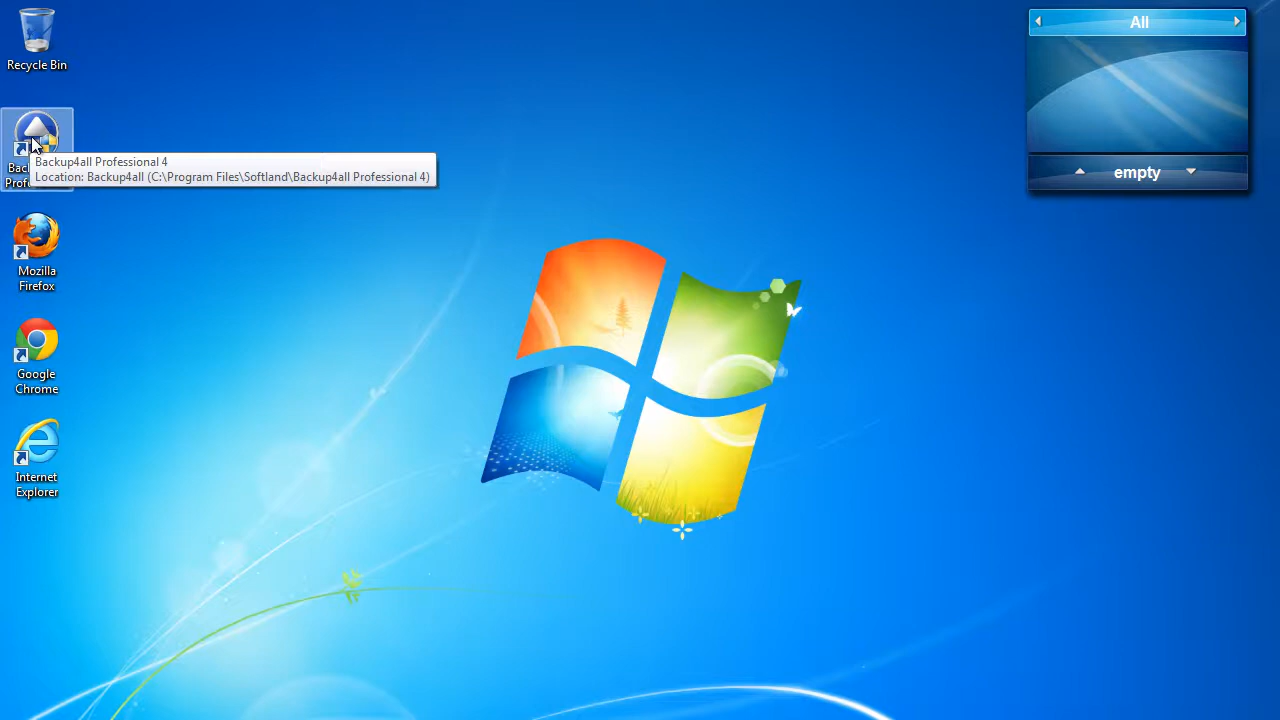 Recycle Bin
Backup4all Professional 4
Location: Backup4all (C:\Program Files\Softland\Backup4all Professional 4)
Mozilla
Firefox
Google
Chrome
Internet
Explorer
All
empty